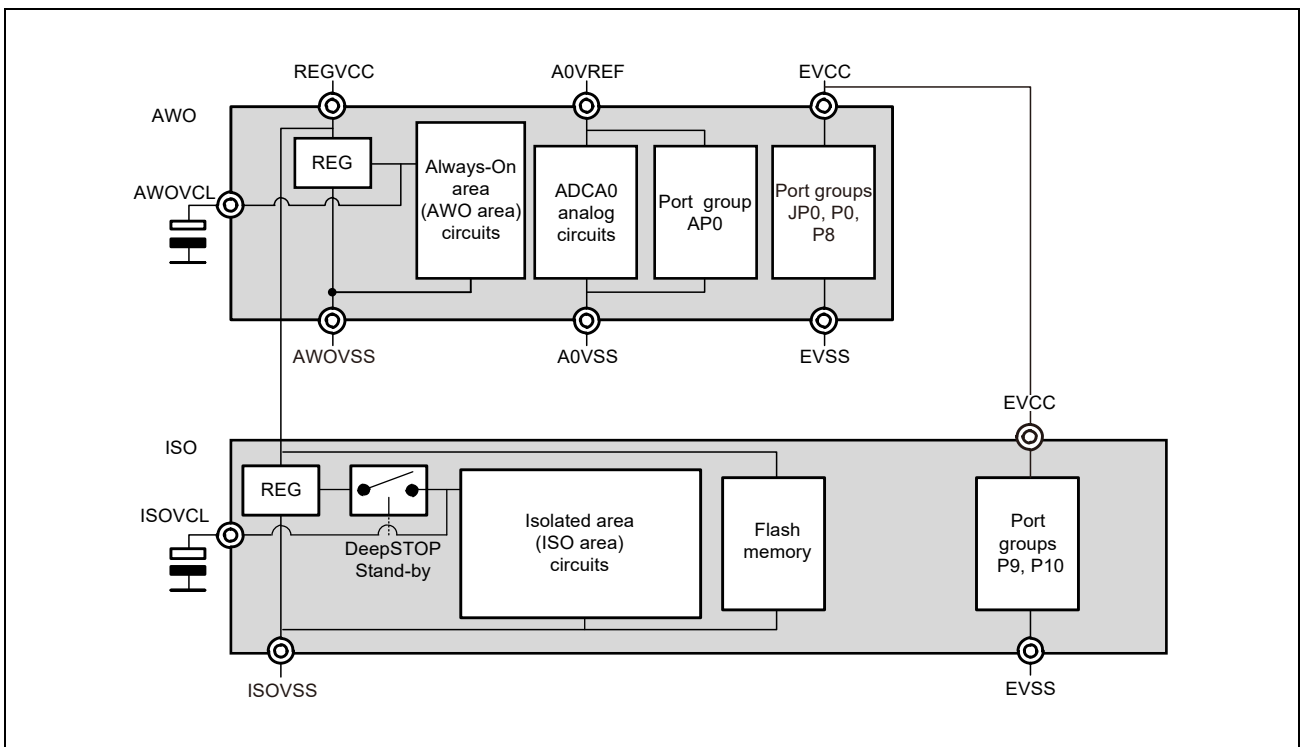 REGVCC
A0VREF
EVCC
AWO
REG
Always-On
area
(AWO area)
circuits
ADCA0
analog
circuits
Port group
AP0
Port groups
JP0, P0,
P8
AWOVCL
AWOVSS
A0VSS
EVSS
EVCC
ISO
REG
ISOVCL
DeepSTOP
Stand-by
Isolated area
(ISO area)
circuits
Flash
memory
Port
groups
P9, P10
ISOVSS
EVSS